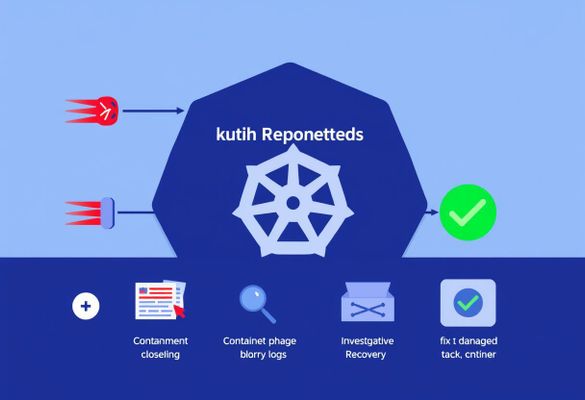 kutih Reponetteds
Contanment
closeling
Containet phage
blorry logs
Investgative
Recovery
fix t danaged
tack, cntiner